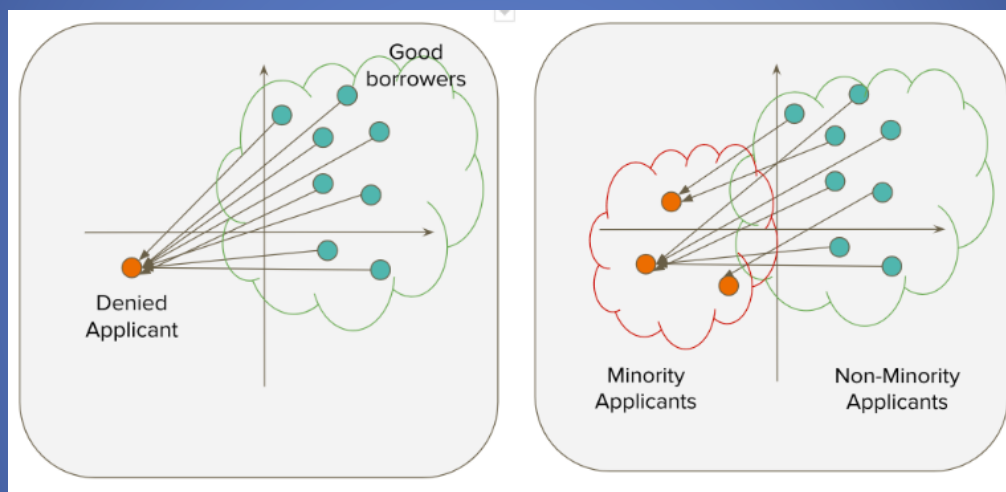 Good
borrowers
Denied
Applicant
Minority
Applicants
Non-Minority
Applicants